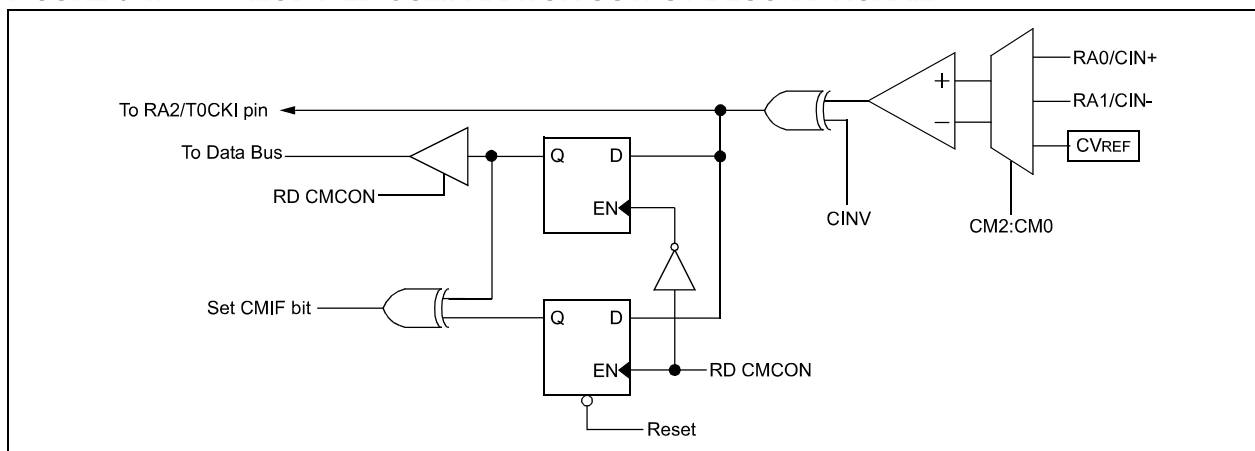 RA0/CIN+
To RA2/T0CKI pin
+
RA1/CIN-
To Data Bus
Q
D
−
CVREF
RD CMCON
EN
CINV
CM2:CM0
Set CMIF bit
Q
D
EN
RD CMCON
Reset